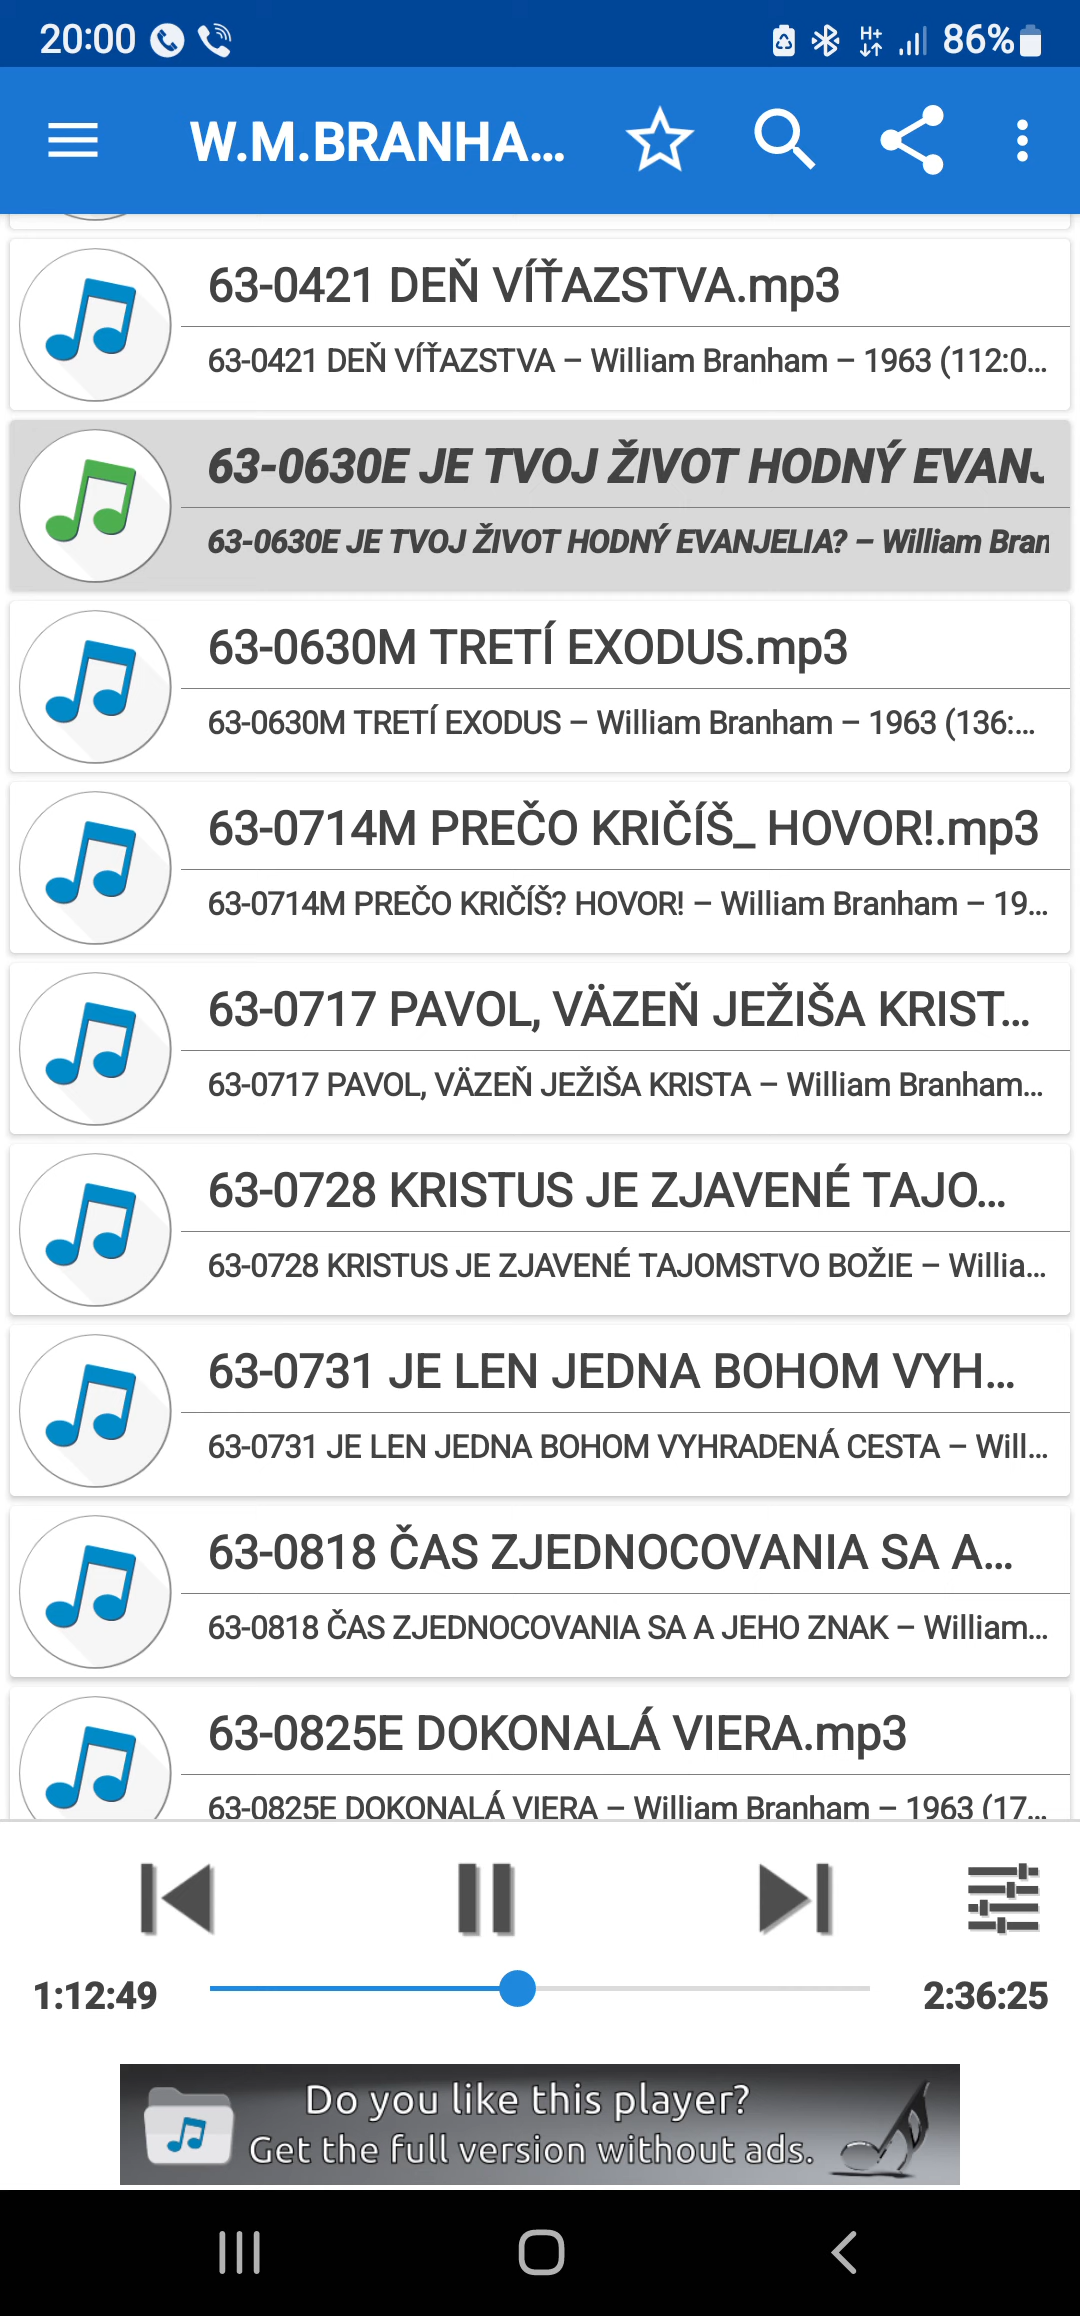 20:00 86%
W.M.BRANHA...
63-0421 DEŇ VÍŤAZSTVA.mp3
63-0421 DEŇ VÍŤAZSTVA – William Branham – 1963 (112:0...
63-0630E JE TVOJ ŽIVOT HODNÝ EVANJ
63-0630E JE TVOJ ŽIVOT HODNÝ EVANJELIA? – William Bran
63-0630M TRETÍ EXODUS.mp3
63-0630M TRETÍ EXODUS – William Branham – 1963 (136:...
63-0714M PREČO KRIČÍŠ_ HOVOR!.mp3
63-0714M PREČO KRIČÍŠ? HOVOR! – William Branham – 19...
63-0717 PAVOL, VÄZEŇ JEŽIŠA KRIST...
63-0717 PAVOL, VÄZEŇ JEŽIŠA KRISTA – William Branham...
63-0728 KRISTUS JE ZJAVENÉ TAJO...
63-0728 KRISTUS JE ZJAVENÉ TAJOMSTVO BOŽIE – Willia...
63-0731 JE LEN JEDNA BOHOM VYH...
63-0731 JE LEN JEDNA BOHOM VYHRADENÁ CESTA – Will...
63-0818 ČAS ZJEDNOCOVANIA SA A...
63-0818 ČAS ZJEDNOCOVANIA SA A JEHO ZNAK – William...
63-0825E DOKONALÁ VIERA.mp3
63-0825E DOKONALÁ VIERA – William Branham – 1963 (17...
1:12:49 2:36:25
Do you like this player?
Get the full version without ads.